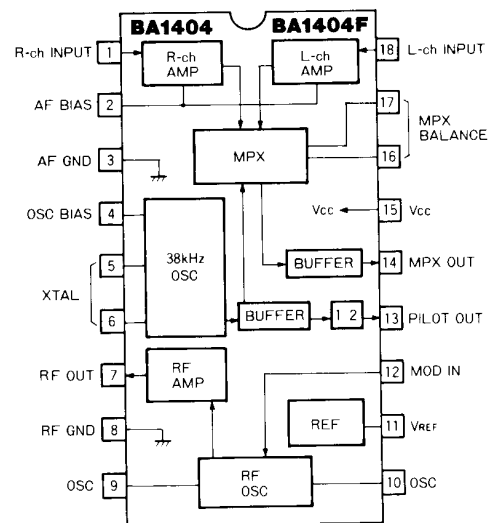 BA1404 BA1404F
R-ch INPUT 1 R-ch AMP L-ch AMP 18 L-ch INPUT
AF BIAS 2 17
MPX BALANCE
AF GND 3 MPX 16
OSC BIAS 4 Vcc 15 Vcc
5 38kHz OSC BUFFER 14 MPX OUT
XTAL
6 BUFFER 1 2 13 PILOT OUT
RF OUT 7 RF AMP 12 MOD IN
RF GND 8 REF 11 VREF
OSC 9 RF OSC 10 OSC